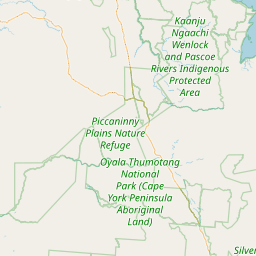 Kaanju
Ngaachi
Wenlock
and Pascoe
Rivers Indigenous
Protected
Area
Piccaninny
Plains Nature
Refuge
Oyala Thumotang
National
Park (Cape
York Peninsula
Aboriginal
Land)
Silver